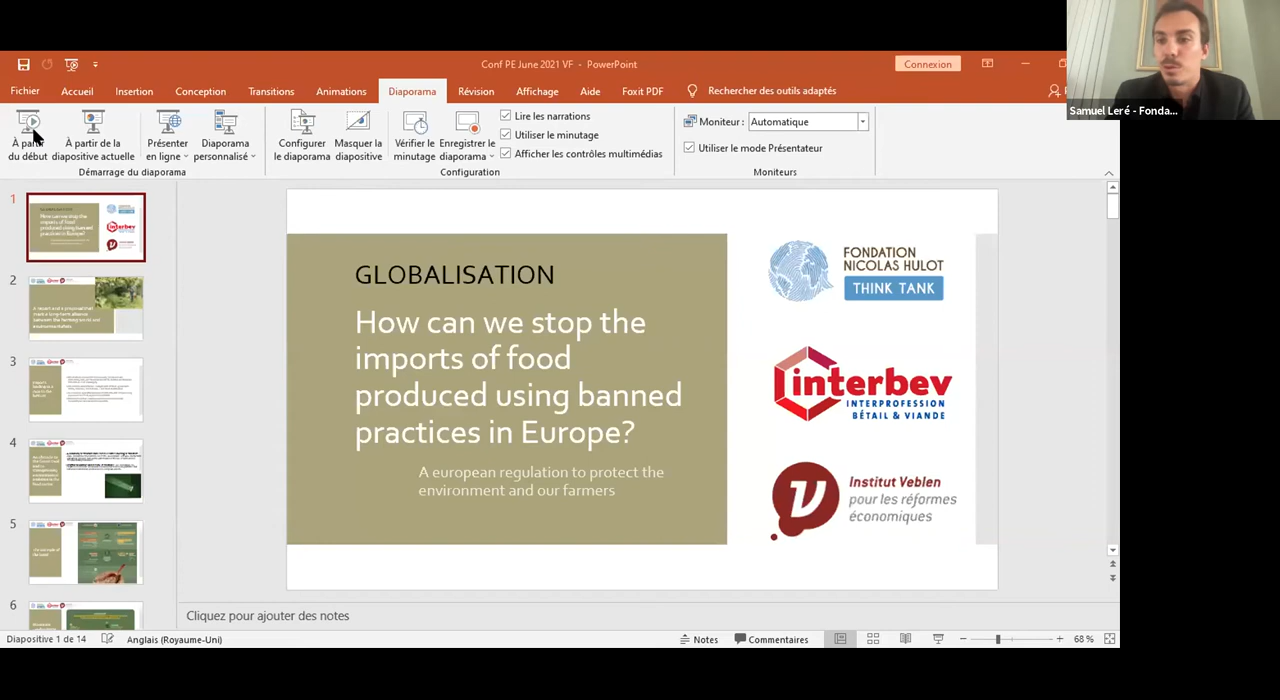 Conf PE June 2021 VF - PowerPoint
Connexion
Fichier
Accueil
Insertion
Conception
Transitions
Animations
Diaporama
Révision
Affichage
Aide
Foxit PDF
Rechercher des outils adaptés
Samuel Leré - Fonda...
À partir
du début
À partir de la
diapositive actuelle
Présenter
en ligne
Diaporama
personnalisé
Démarrage du diaporama
Configurer
le diaporama
Masquer la
diapositive
Vérifier le
minutage
Enregistrer le
diaporama
Lire les narrations
Utiliser le minutage
Afficher les contrôles multimédias
Configuration
Moniteur :
Automatique
Utiliser le mode Présentateur
Moniteurs
1
2
3
4
5
6
GLOBALISATION
How can we stop the
imports of food
produced using banned
practices in Europe?
A european regulation to protect the
environment and our farmers
FONDATION
NICOLAS HULOT
THINK TANK
interbev
INTERPROFESSION
BÉTAIL & VIANDE
Institut Veblen
pour les réformes
économiques
Cliquez pour ajouter des notes
Diapositive 1 de 14
Anglais (Royaume-Uni)
Notes
Commentaires
68 %